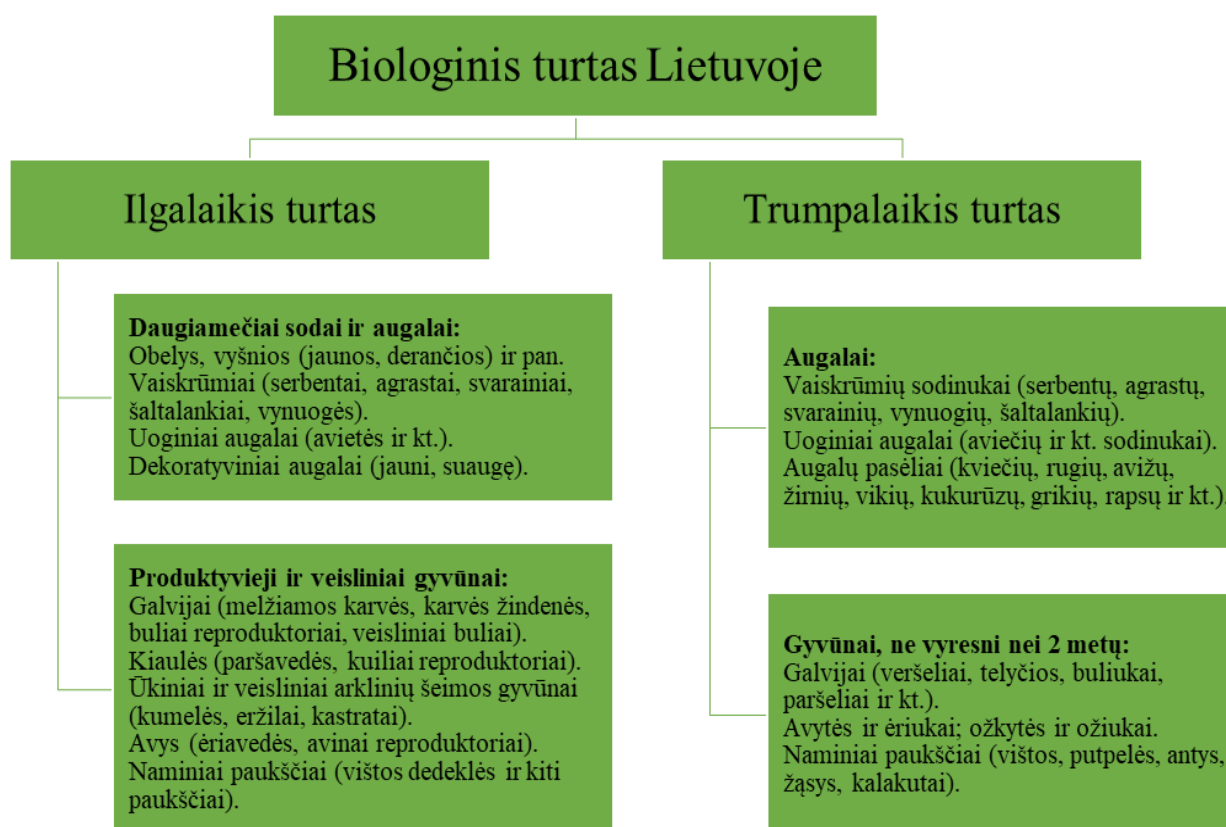 Biologinis turtas Lietuvoje
Ilgalaikis turtas
Trumpalaikis turtas
Daugiamečiai sodai ir augalai:
Obelys, vyšnios (jaunos, derančios) ir pan.
Vaiskrūmiai (serbentai, agrastai, svarainiai,
šaltalankiai, vynuogės).
Uoginiai augalai (avietės ir kt.).
Dekoratyviniai augalai (jauni, suaugę).
Produktyvieji ir veisliniai gyvūnai:
Galvijai (melžiamos karvės, karvės žindenės,
buliai reproduktoriai, veisliniai buliai).
Kiaulės (paršavedės, kuiliai reproduktoriai).
Ūkiniai ir veisliniai arklinių šeimos gyvūnai
(kumelės, eržilai, kastratai).
Avys (ėriavedės, avinai reproduktoriai).
Naminiai paukščiai (vištos dedeklės ir kiti
paukščiai).
Augalai:
Vaiskrūmių sodinukai (serbentų, agrastų,
svarainių, vynuogių, šaltalankių).
Uoginiai augalai (aviečių ir kt. sodinukai).
Augalų pasėliai (kviečių, rugių, avižų,
žirnių, vikių, kukurūzų, grikių, rapsų ir kt.).
Gyvūnai, ne vyresni nei 2 metų:
Galvijai (veršeliai, telyčios, buliukai,
paršeliai ir kt.).
Avytės ir ėriukai; ožkytės ir ožiukai.
Naminiai paukščiai (vištos, putpelės, antys,
žąsys, kalakutai).